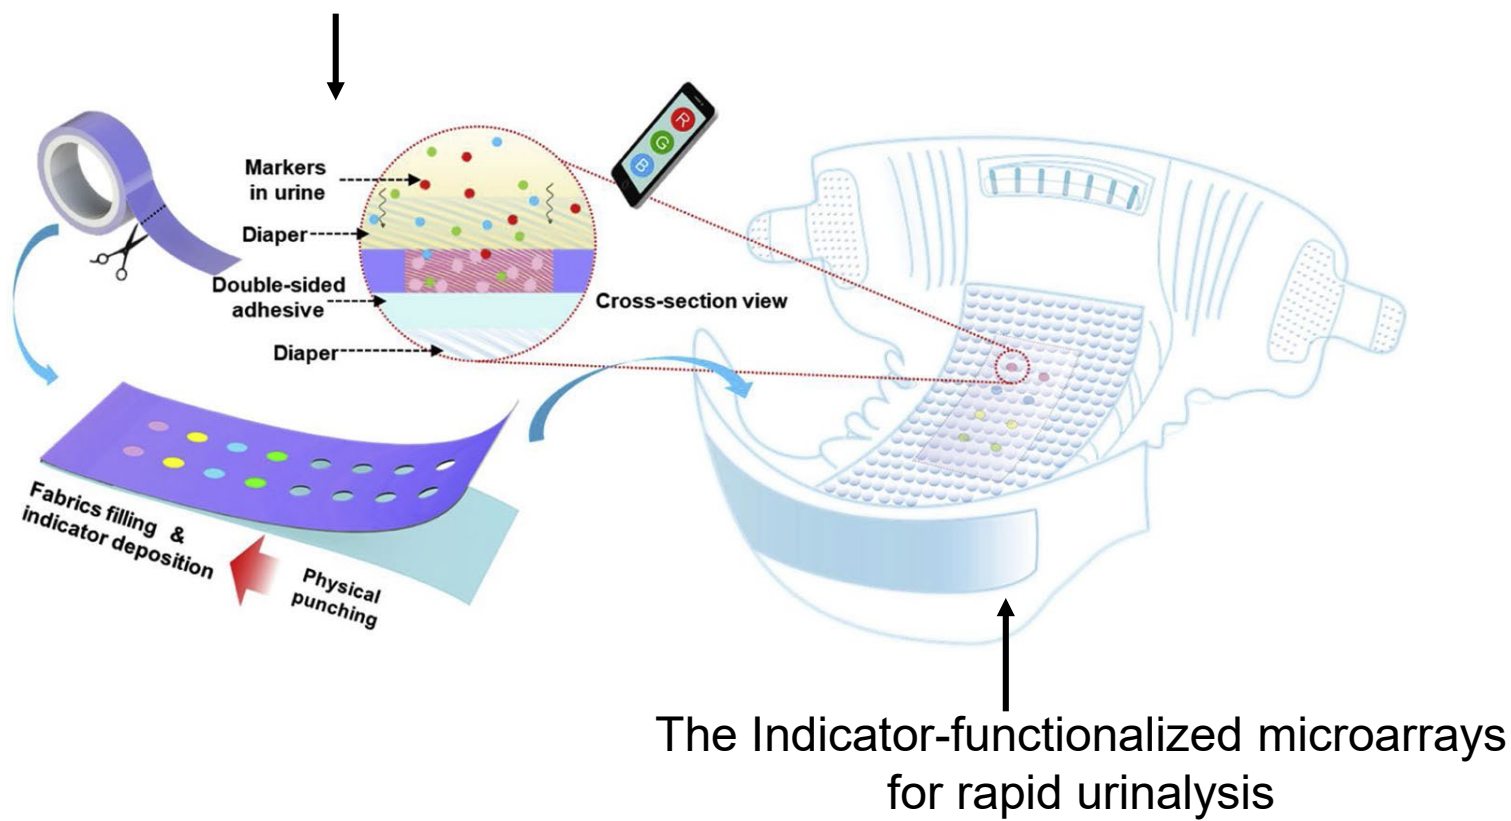 Markers
in urine
Diaper
Double-sided
adhesive
Diaper
Cross-section view
R
G
B
Fabrics filling &
indicator deposition
Physical
punching
The Indicator-functionalized microarrays
for rapid urinalysis